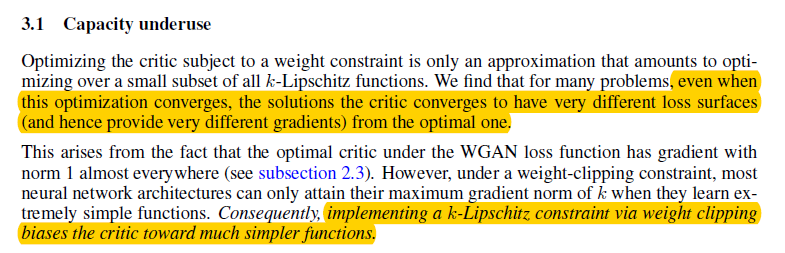 3.1 Capacity underuse
Optimizing the critic subject to a weight constraint is only an approximation that amounts to opti-
mizing over a small subset of all k-Lipschitz functions. We find that for many problems, even when
this optimization converges, the solutions the critic converges to have very different loss surfaces
(and hence provide very different gradients) from the optimal one.
This arises from the fact that the optimal critic under the WGAN loss function has gradient with
norm 1 almost everywhere (see subsection 2.3). However, under a weight-clipping constraint, most
neural network architectures can only attain their maximum gradient norm of k when they learn ex-
tremely simple functions. Consequently, implementing a k-Lipschitz constraint via weight clipping
biases the critic toward much simpler functions.